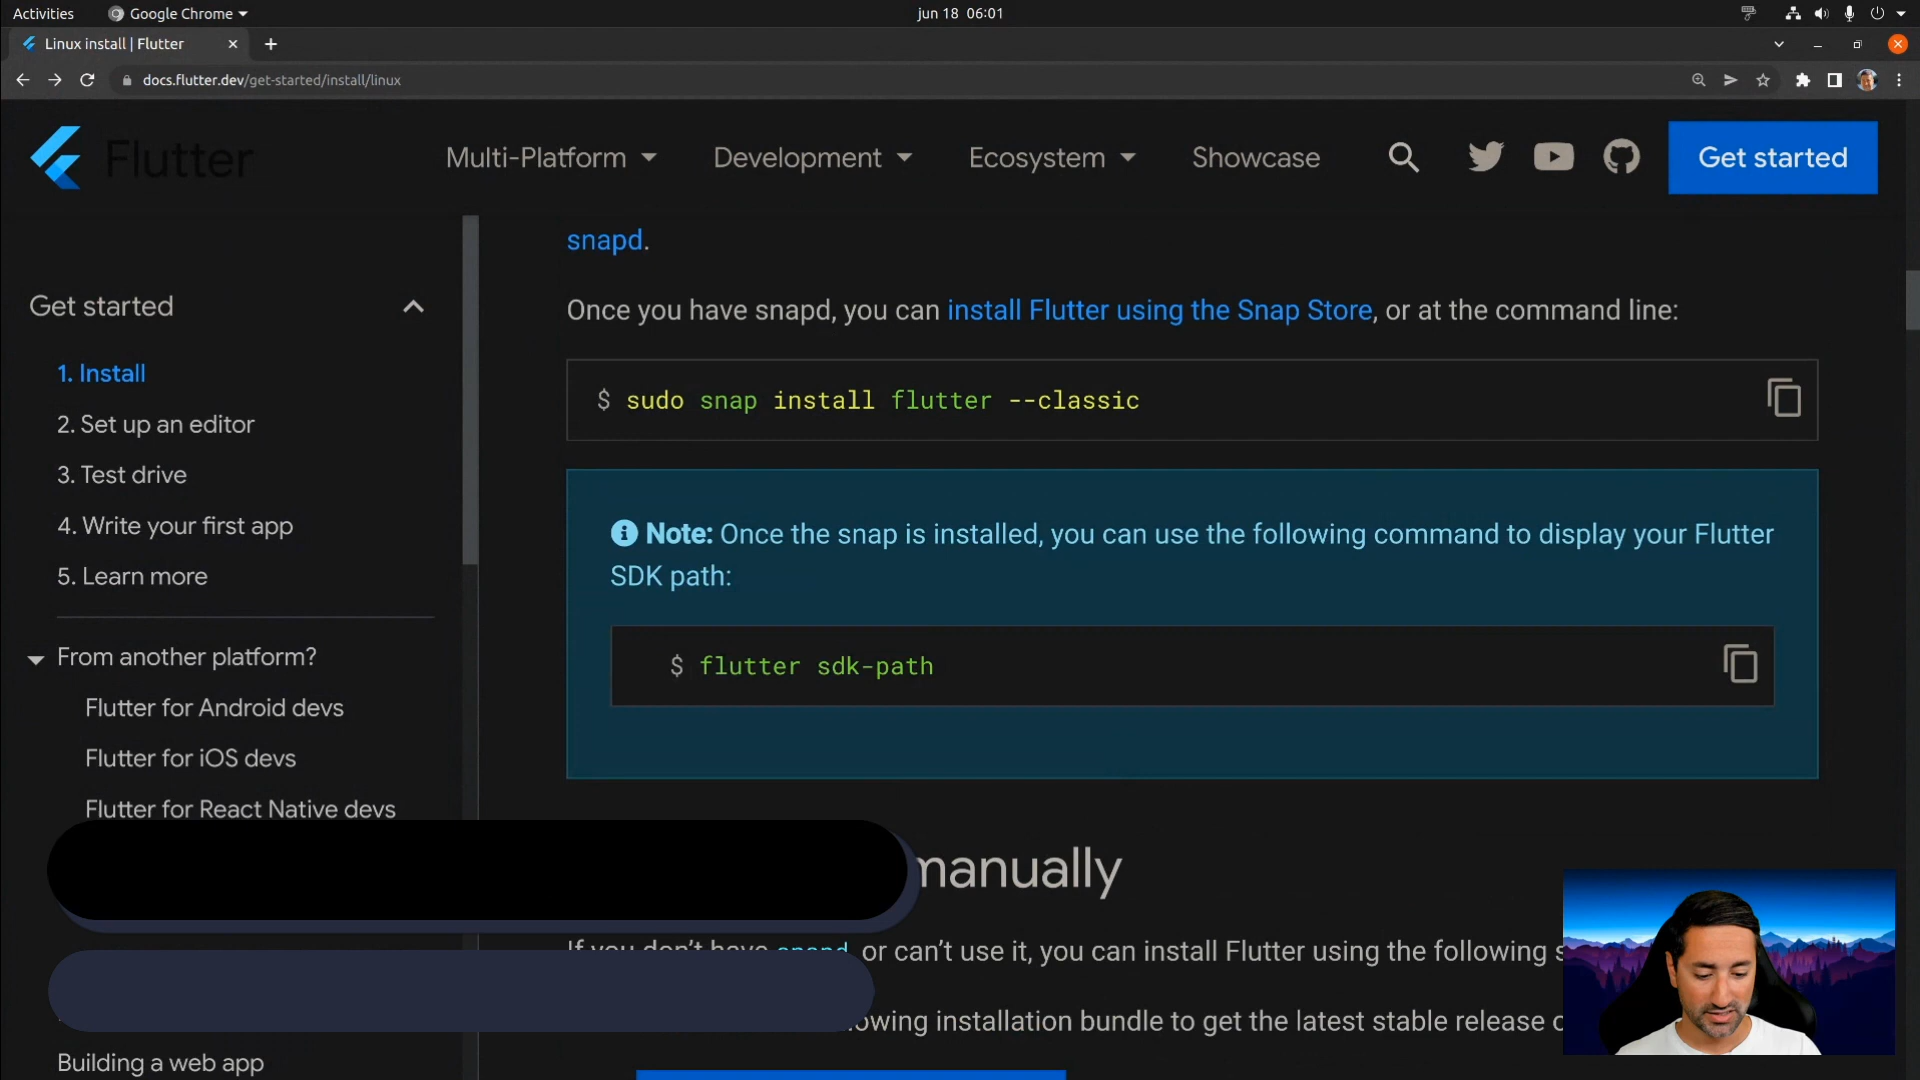 Activities
Google Chrome
jun 18 06:01
Linux install | Flutter
docs.flutter.dev/get-started/install/linux
Flutter
Multi-Platform
Development
Ecosystem
Showcase
Get started
Get started
1. Install
2. Set up an editor
3. Test drive
4. Write your first app
5. Learn more
From another platform?
Flutter for Android devs
Flutter for iOS devs
Flutter for React Native devs
Building a web app
snapd.
Once you have snapd, you can install Flutter using the Snap Store, or at the command line:
$ sudo snap install flutter --classic
Note: Once the snap is installed, you can use the following command to display your Flutter
SDK path:
$ flutter sdk-path
manually
If you don't have snapd, or can't use it, you can install Flutter using the following
installation bundle to get the latest stable release